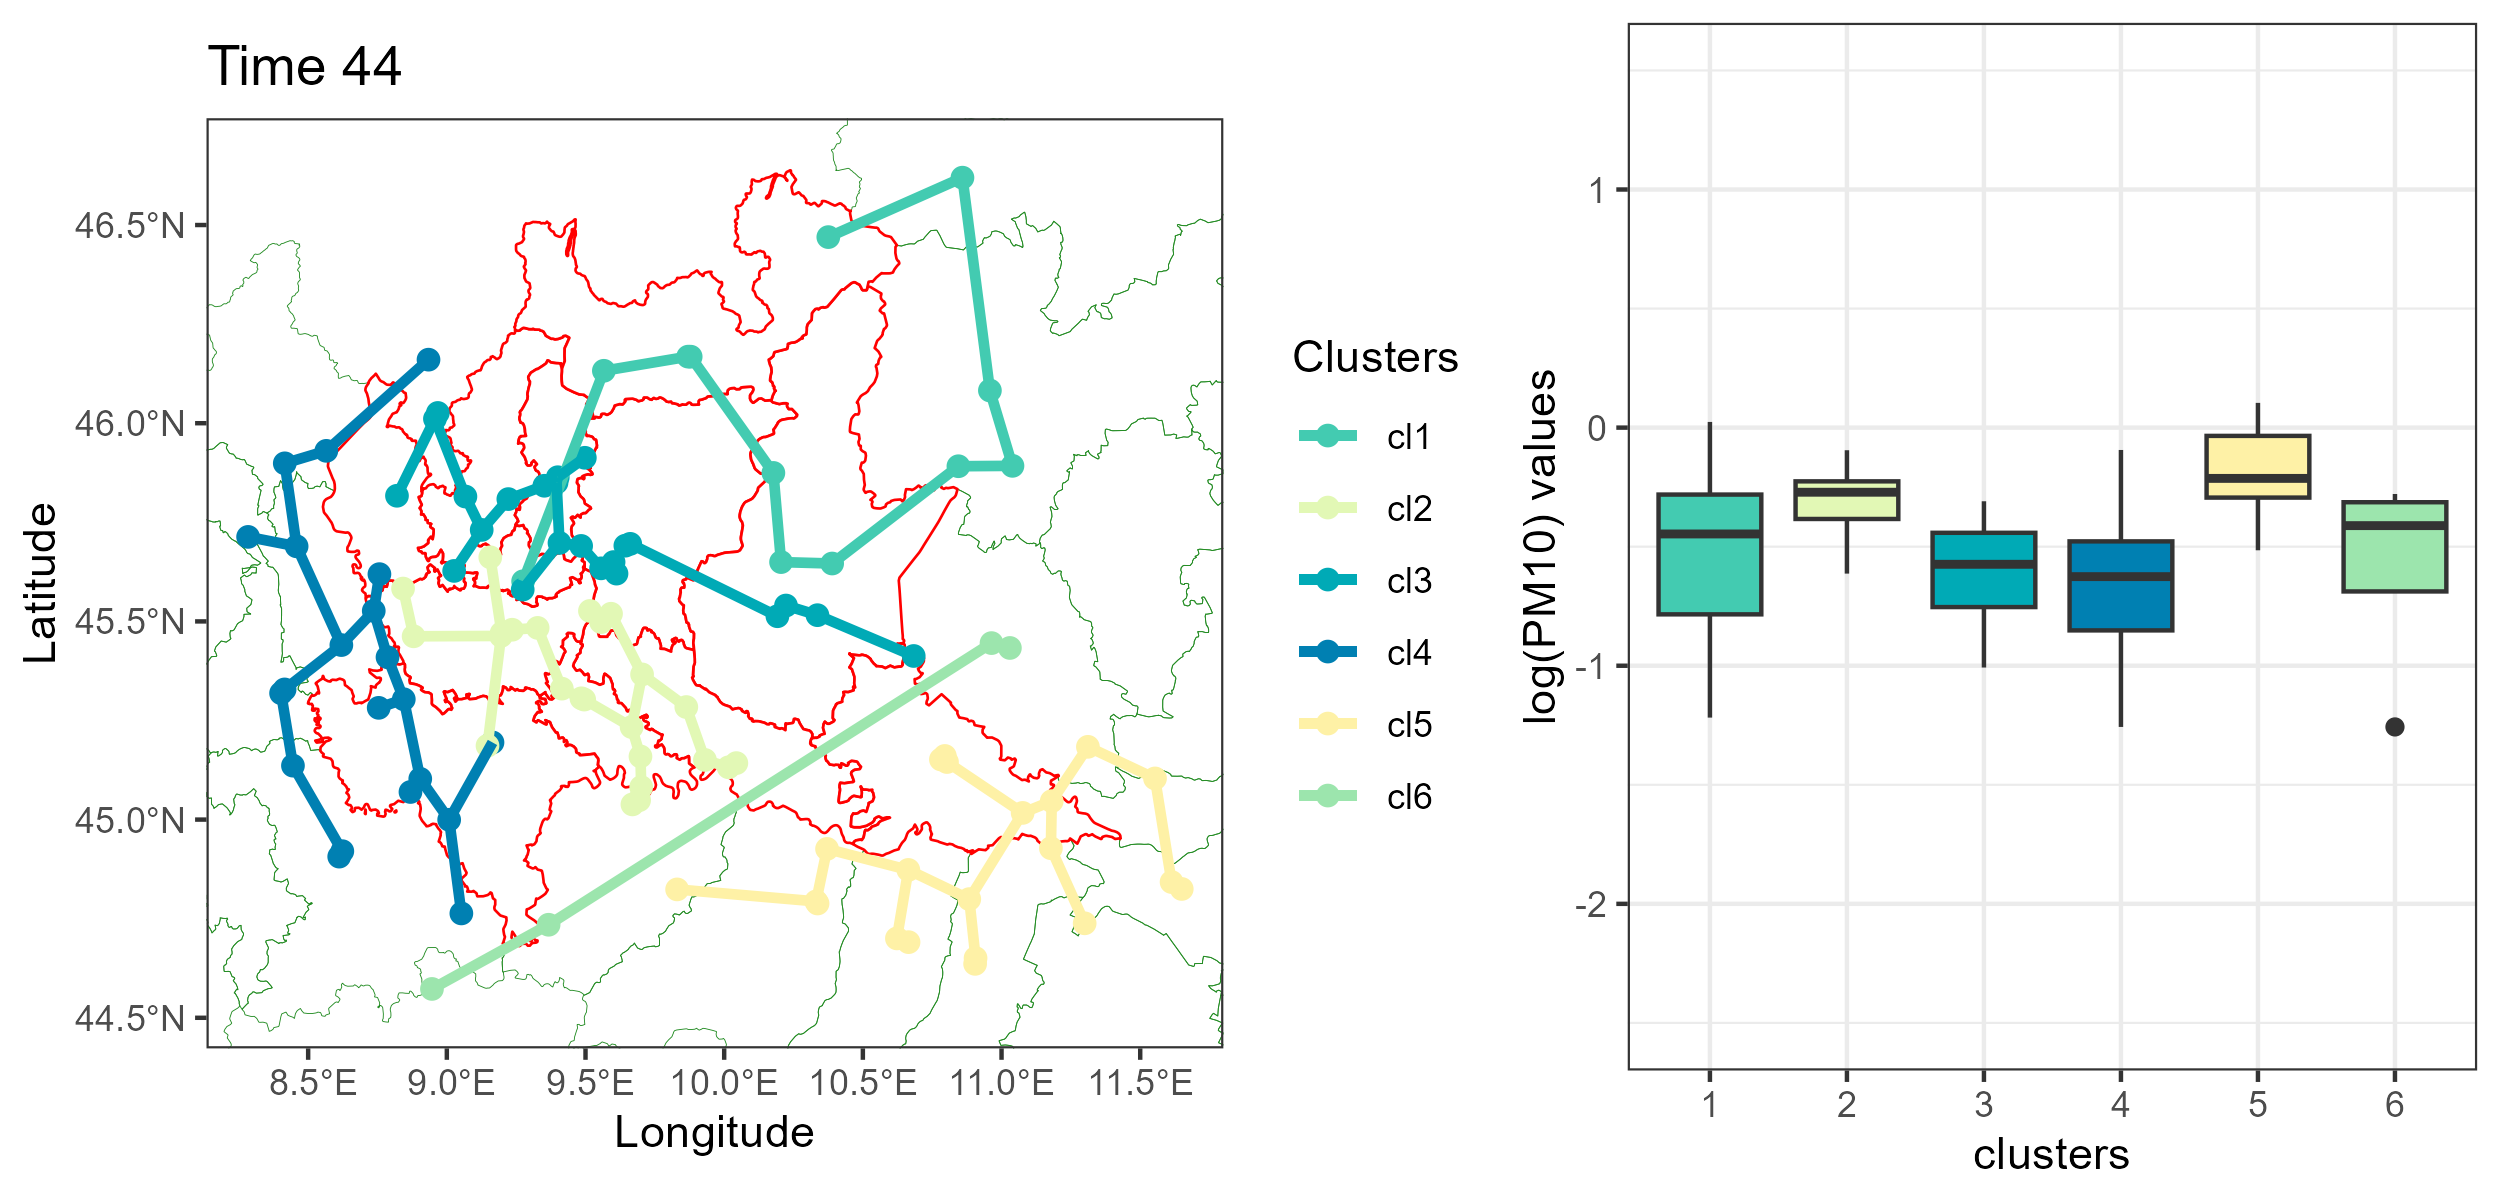 Time 44
Latitude
46.5°N
46.0°N
45.5°N
45.0°N
44.5°N
8.5°E 9.0°E 9.5°E 10.0°E 10.5°E 11.0°E 11.5°E
Longitude
Clusters
cl1
cl2
cl3
cl4
cl5
cl6
log(PM10) values
1
0
-1
-2
1 2 3 4 5 6
clusters